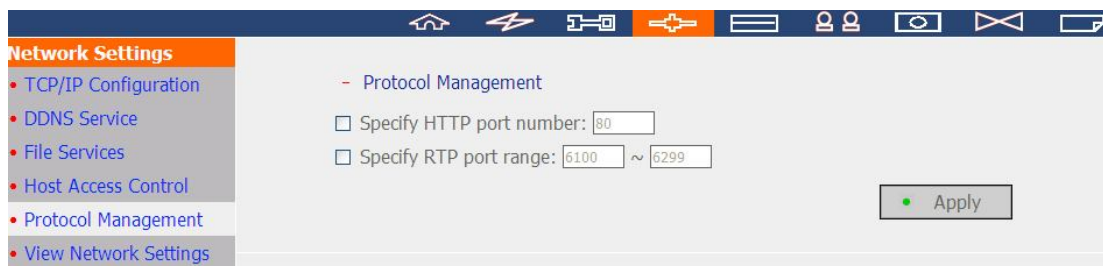 Network Settings
• TCP/IP Configuration
• DDNS Service
• File Services
• Host Access Control
• Protocol Management
• View Network Settings
– Protocol Management
Specify HTTP port number: 80
Specify RTP port range: 6100 ~ 6299
• Apply